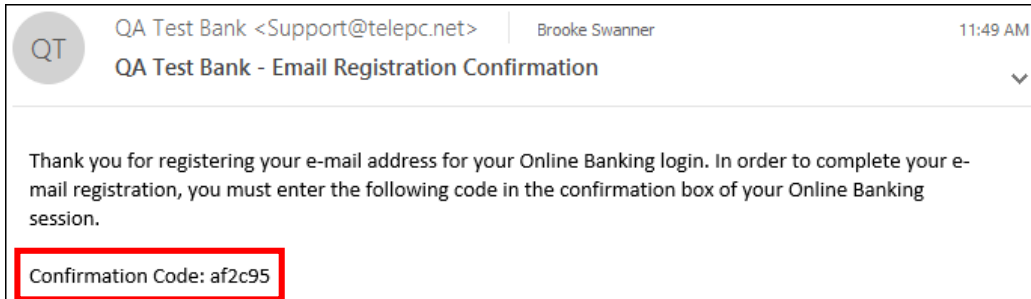 QT
QA Test Bank <Support@telepc.net> Brooke Swanner 11:49 AM
QA Test Bank - Email Registration Confirmation
Thank you for registering your e-mail address for your Online Banking login. In order to complete your e-
mail registration, you must enter the following code in the confirmation box of your Online Banking
session.
Confirmation Code: af2c95